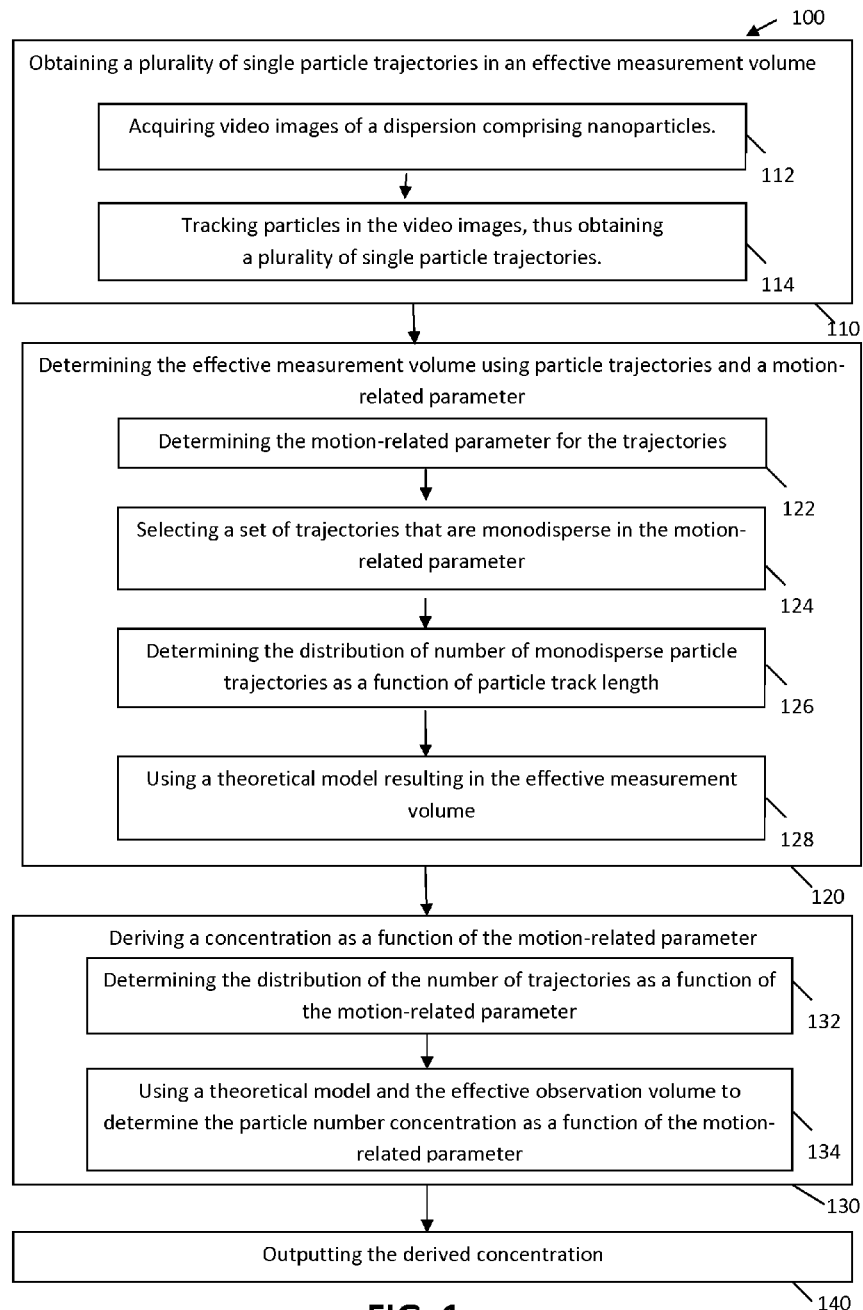 100
Obtaining a plurality of single particle trajectories in an effective measurement volume
Acquiring video images of a dispersion comprising nanoparticles.
112
Tracking particles in the video images, thus obtaining
a plurality of single particle trajectories.
114
110
Determining the effective measurement volume using particle trajectories and a motion-
related parameter
Determining the motion-related parameter for the trajectories
122
Selecting a set of trajectories that are monodisperse in the motion-
related parameter
124
Determining the distribution of number of monodisperse particle
trajectories as a function of particle track length
126
Using a theoretical model resulting in the effective measurement
volume
128
120
Deriving a concentration as a function of the motion-related parameter
Determining the distribution of the number of trajectories as a function of
the motion-related parameter
132
Using a theoretical model and the effective observation volume to
determine the particle number concentration as a function of the motion-
related parameter
134
130
Outputting the derived concentration
140
FIG. 1